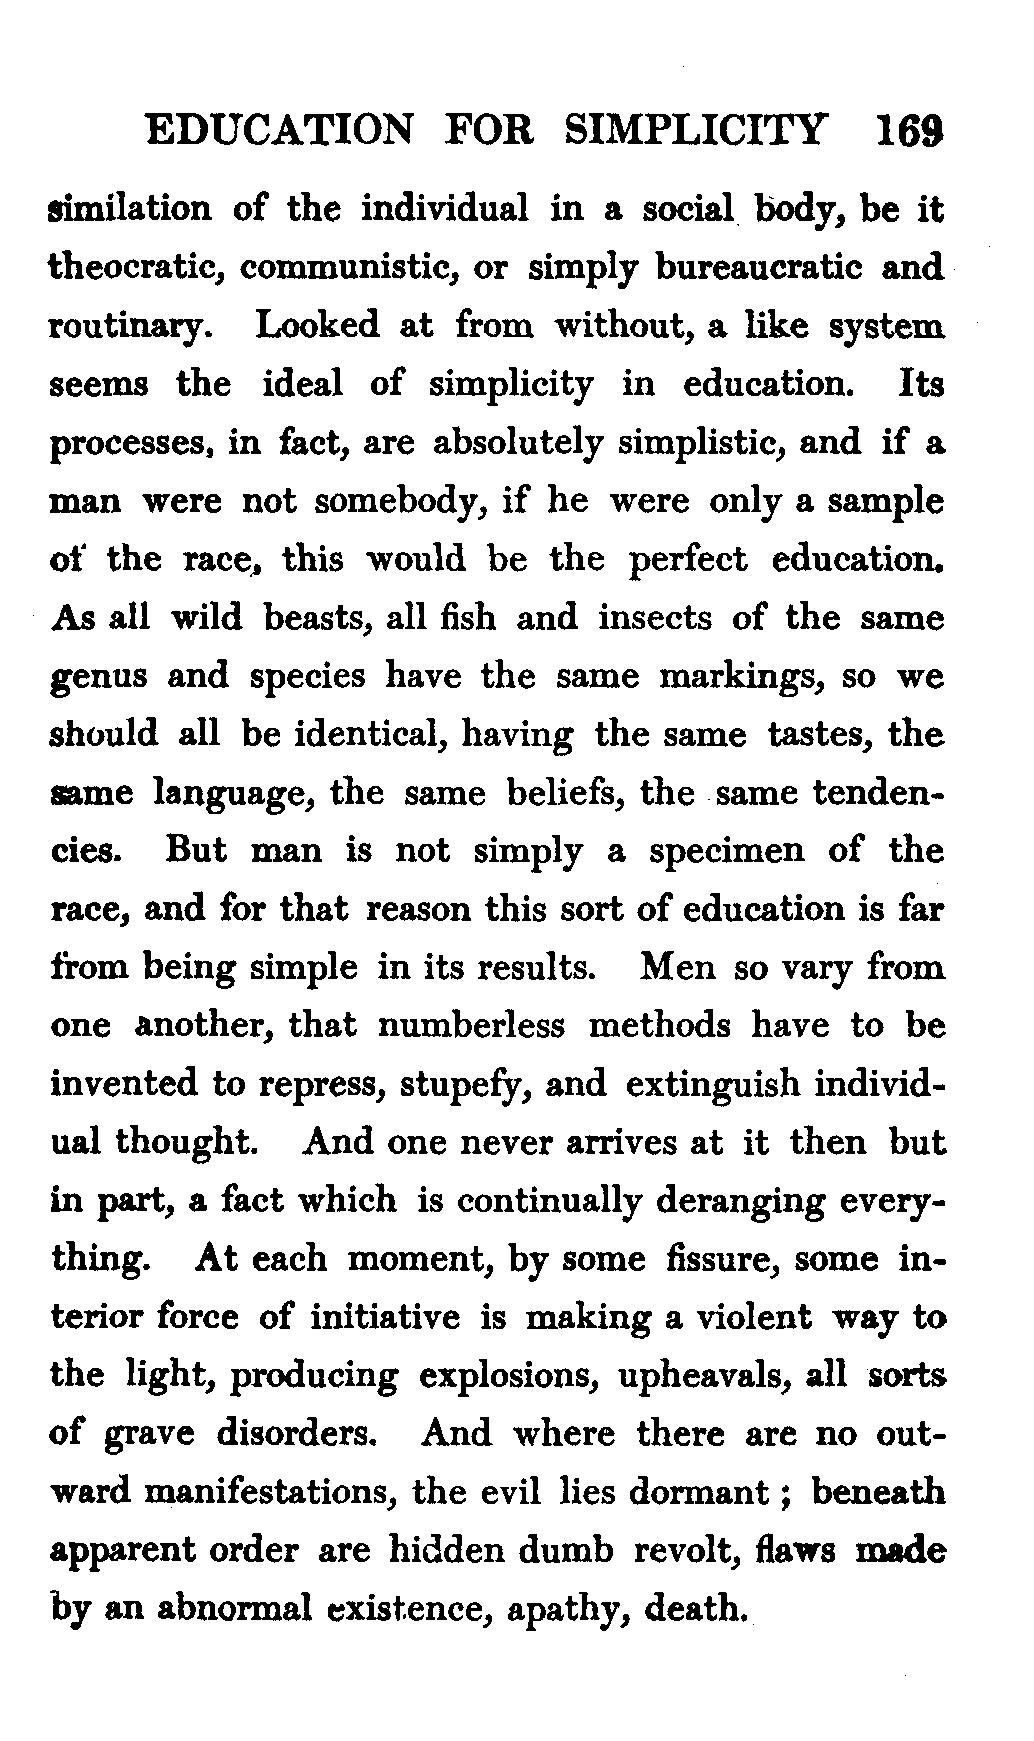 EDUCATION FOR SIMPLICITY 169
similation of the individual in a social body, be it
theocratic, communistic, or simply bureaucratic and
routinary. Looked at from without, a like system
seems the ideal of simplicity in education. Its
processes, in fact, are absolutely simplistic, and if a
man were not somebody, if he were only a sample
of the race, this would be the perfect education.
As all wild beasts, all fish and insects of the same
genus and species have the same markings, so we
should all be identical, having the same tastes, the
same language, the same beliefs, the same tenden-
cies. But man is not simply a specimen of the
race, and for that reason this sort of education is far
from being simple in its results. Men so vary from
one another, that numberless methods have to be
invented to repress, stupefy, and extinguish individ-
ual thought. And one never arrives at it then but
in part, a fact which is continually deranging every-
thing. At each moment, by some fissure, some in-
terior force of initiative is making a violent way to
the light, producing explosions, upheavals, all sorts
of grave disorders. And where there are no out-
ward manifestations, the evil lies dormant ; beneath
apparent order are hidden dumb revolt, flaws made
by an abnormal existence, apathy, death.